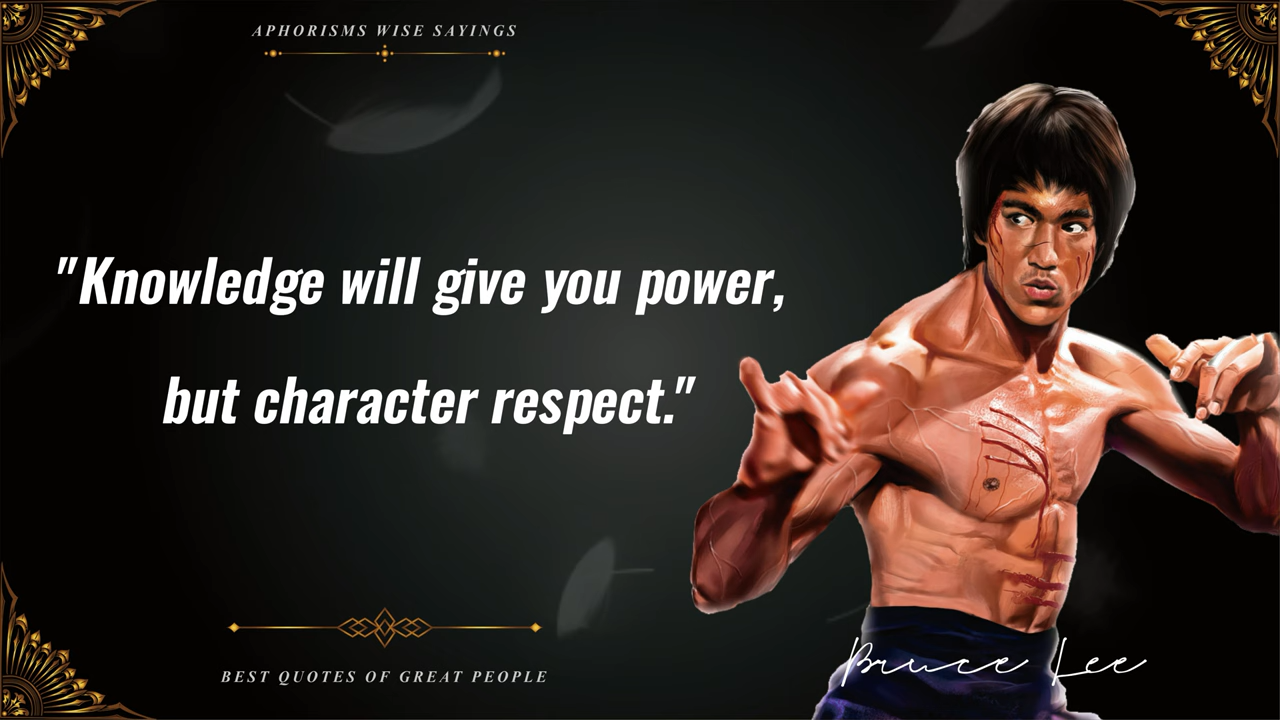 APHORISMS WISE SAYINGS
"Knowledge will give you power,
but character respect."
BEST QUOTES OF GREAT PEOPLE
Bruce Lee